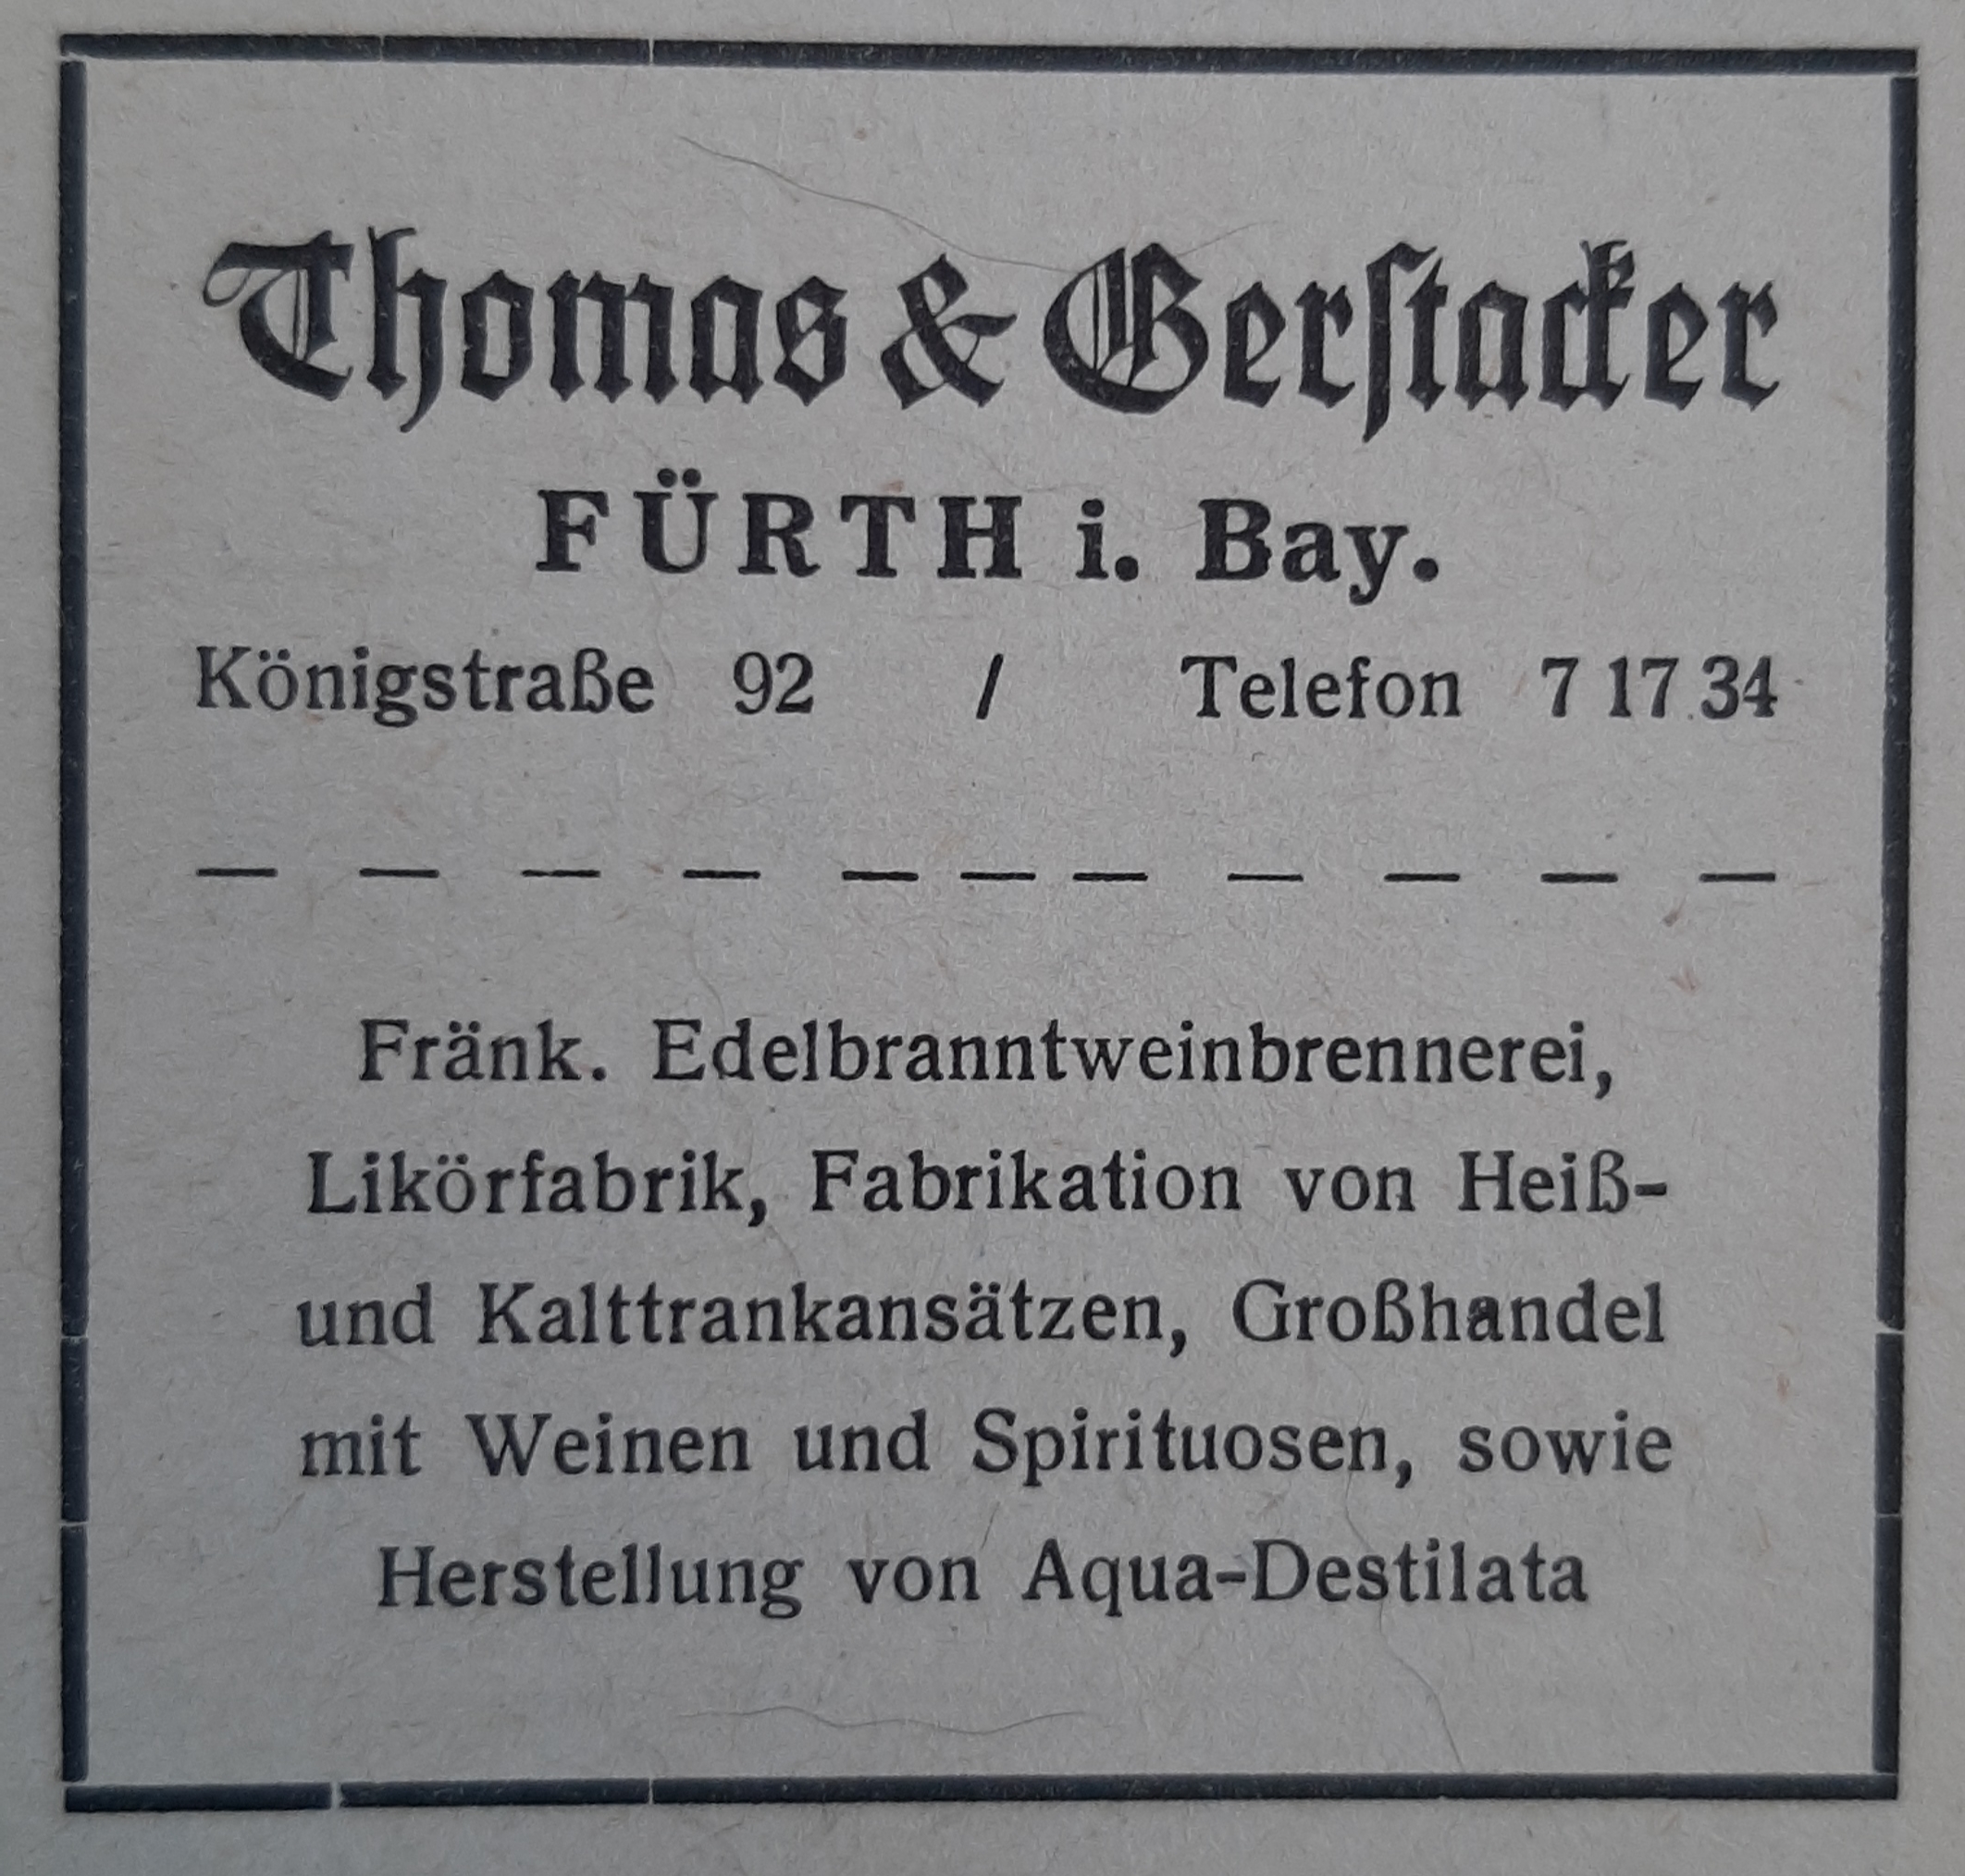 Thomas & Gerstacker
FÜRTH i. Bay.
Königstraße 92 / Telefon 7 17 34
— — — — — — — — — — —
Fränk. Edelbranntweinbrennerei,
Likörfabrik, Fabrikation von Heiß-
und Kalttrankansätzen, Großhandel
mit Weinen und Spirituosen, sowie
Herstellung von Aqua-Destilata